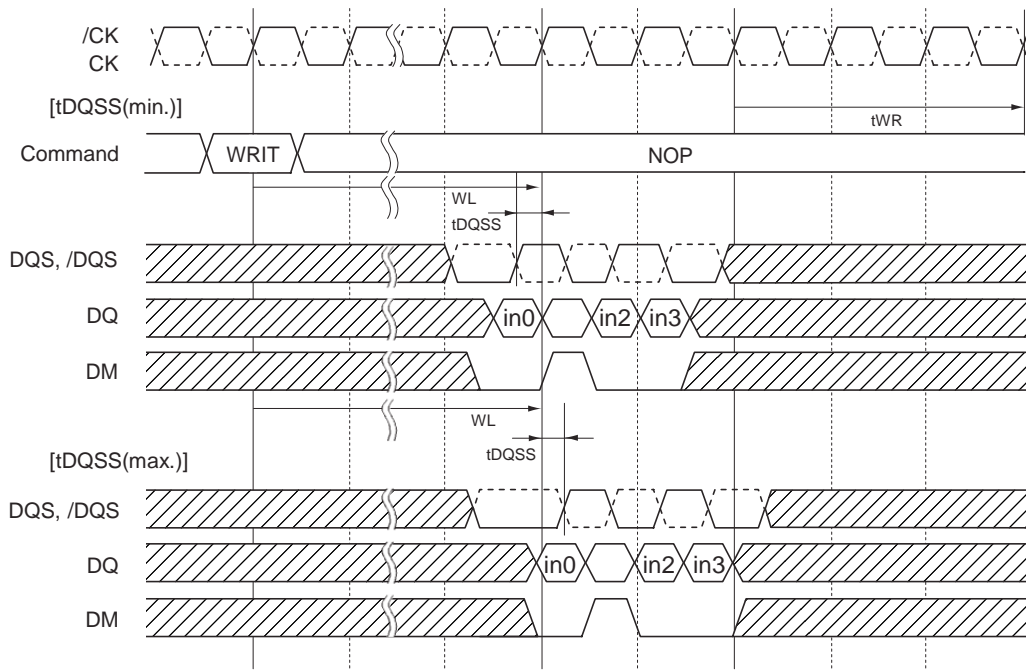 /CK
CK
[tDQSS(min.)]
tWR
Command
WRIT
NOP
WL
tDQSS
DQS, /DQS
DQ
in0
in2
in3
DM
WL
tDQSS
[tDQSS(max.)]
DQS, /DQS
DQ
in0
in2
in3
DM